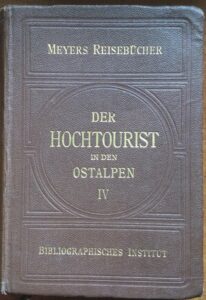 MEYERS REISEBÜCHER
DER
HOCHTOURIST
IN DEN
OSTALPEN
IV
BIBLIOGRAPHISCHES INSTITUT